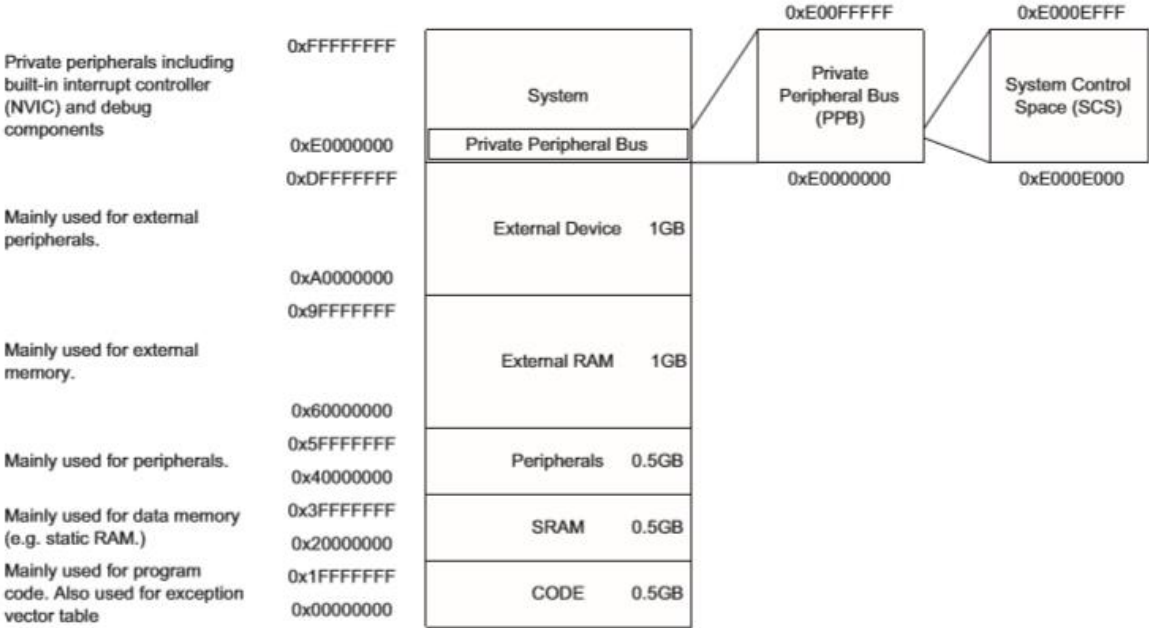 0xE00FFFFF
0xE000EFFF
Private peripherals including
built-in interrupt controller
(NVIC) and debug
components
0xFFFFFFFF
System
Private
Peripheral Bus
(PPB)
System Control
Space (SCS)
0xE0000000
Private Peripheral Bus
0xDFFFFFFF
0xE0000000
0xE000E000
Mainly used for external
peripherals.
External Device 1GB
0xA0000000
0x9FFFFFFF
Mainly used for external
memory.
External RAM 1GB
0x60000000
0x5FFFFFFF
Mainly used for peripherals.
Peripherals 0.5GB
0x40000000
0x3FFFFFFF
Mainly used for data memory
(e.g. static RAM.)
SRAM 0.5GB
0x20000000
0x1FFFFFFF
Mainly used for program
code. Also used for exception
vector table
CODE 0.5GB
0x00000000